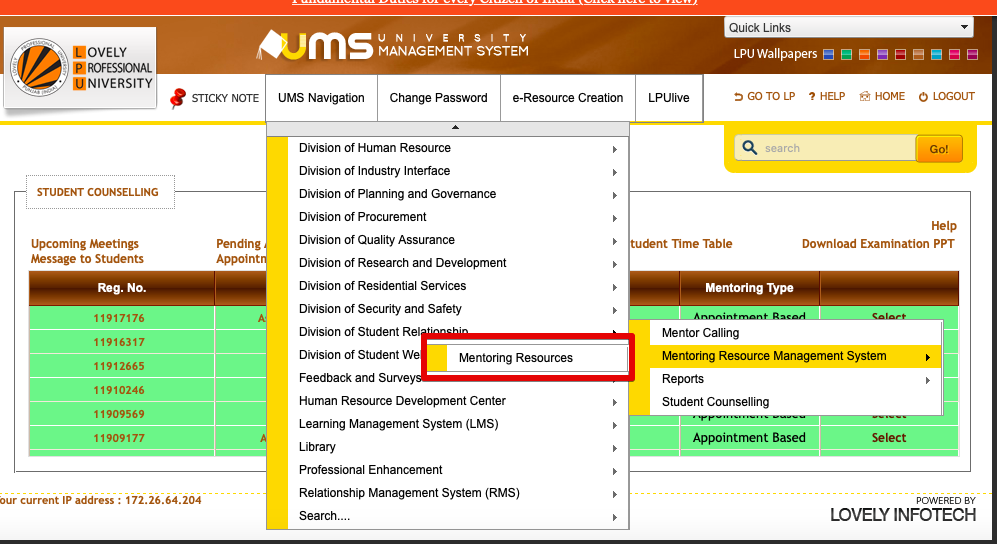 Fundamental Duties for every Citizen of India (Click here to view)
LOVELY
PROFESSIONAL
UNIVERSITY
LOVELY PROFESSIONAL UNIVERSITY
PUNJAB (INDIA)
UMS UNIVERSITY
MANAGEMENT SYSTEM
Quick Links
LPU Wallpapers
STICKY NOTE
UMS Navigation
Change Password
e-Resource Creation
LPUlive
GO TO LP
? HELP
HOME
LOGOUT
search
Go!
Division of Human Resource
Division of Industry Interface
Division of Planning and Governance
Division of Procurement
Division of Quality Assurance
Division of Research and Development
Division of Residential Services
Division of Security and Safety
Division of Student Relationship
Division of Student We
Feedback and Surveys
Human Resource Development Center
Learning Management System (LMS)
Library
Professional Enhancement
Relationship Management System (RMS)
Search....
Mentoring Resources
Mentor Calling
Mentoring Resource Management System
Reports
Student Counselling
STUDENT COUNSELLING
Help
Upcoming Meetings
Pending
tudent Time Table
Download Examination PPT
Message to Students
Appointm
Reg. No.
Mentoring Type
11917176
Appointment Based
Select
11916317
11912665
11910246
11909569
Appointment Based
Select
11909177
Appointment Based
Select
our current IP address : 172.26.64.204
POWERED BY
LOVELY INFOTECH